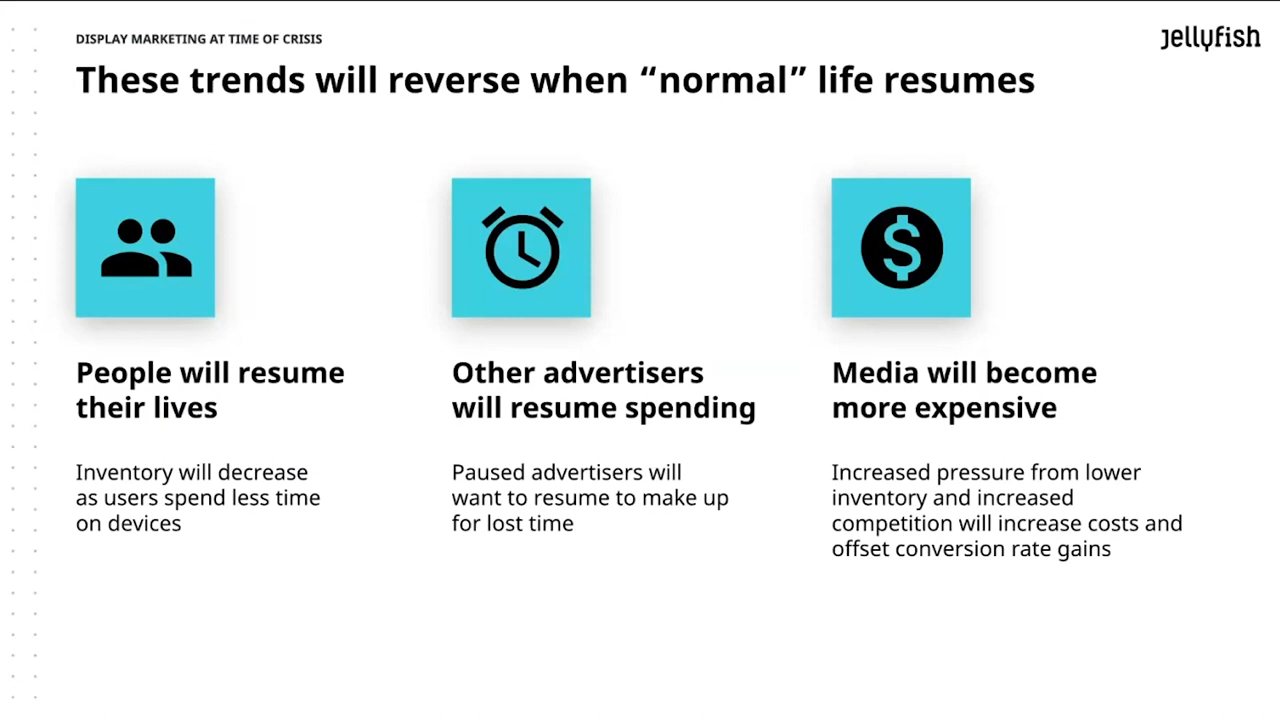 DISPLAY MARKETING AT TIME OF CRISIS
jellyfish
These trends will reverse when “normal” life resumes
People will resume
their lives
Inventory will decrease
as users spend less time
on devices
Other advertisers
will resume spending
Paused advertisers will
want to resume to make up
for lost time
Media will become
more expensive
Increased pressure from lower
inventory and increased
competition will increase costs and
offset conversion rate gains